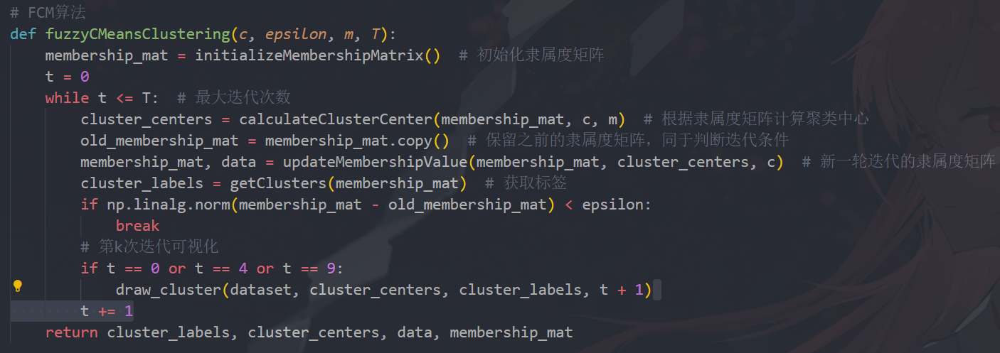 # FCM算法
def fuzzyCMeansClustering(c, epsilon, m, T):
    membership_mat = initializeMembershipMatrix()  # 初始化隶属度矩阵
    t = 0
    while t <= T:  # 最大迭代次数
        cluster_centers = calculateClusterCenter(membership_mat, c, m)  # 根据隶属度矩阵计算聚类中心
        old_membership_mat = membership_mat.copy()  # 保留之前的隶属度矩阵，同于判断迭代条件
        membership_mat, data = updateMembershipValue(membership_mat, cluster_centers, c)  # 新一轮迭代的隶属度矩阵
        cluster_labels = getClusters(membership_mat)  # 获取标签
        if np.linalg.norm(membership_mat - old_membership_mat) < epsilon:
            break
        # 第k次迭代可视化
        if t == 0 or t == 4 or t == 9:
            draw_cluster(dataset, cluster_centers, cluster_labels, t + 1)
        t += 1
    return cluster_labels, cluster_centers, data, membership_mat